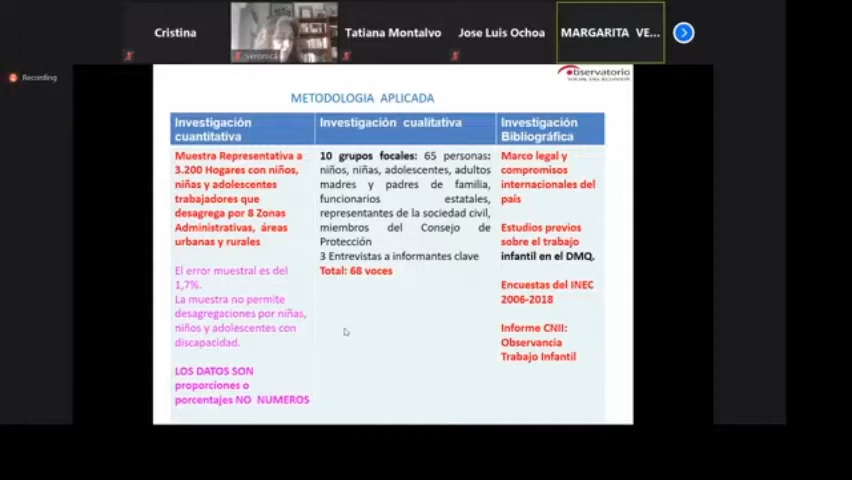 Cristina
Tatiana Montalvo
Jose Luis Ochoa
MARGARITA VE...
Recording
Observatorio
METODOLOGIA APLICADA
Investigación
cuantitativa
Muestra Representativa a
3.200 Hogares con niños,
niñas y adolescentes
trabajadores que
desagrega por 8 Zonas
Administrativas, áreas
urbanas y rurales
El error muestral es del
1,7%.
La muestra no permite
desagregaciones por niñas,
niños y adolescentes con
discapacidad.
LOS DATOS SON
proporciones o
porcentajes NO NUMEROS
Investigación cualitativa
10 grupos focales: 65 personas:
niños, niñas, adolescentes, adultos
madres y padres de familia,
funcionarios estatales,
representantes de la sociedad civil,
miembros del Consejo de
Protección
3 Entrevistas a informantes clave
Total: 68 voces
Investigación
Bibliográfica
Marco legal y
compromisos
internacionales del
país
Estudios previos
sobre el trabajo
infantil en el DMQ.
Encuestas del INEC
2006-2018
Informe CNII:
Observancia
Trabajo Infantil